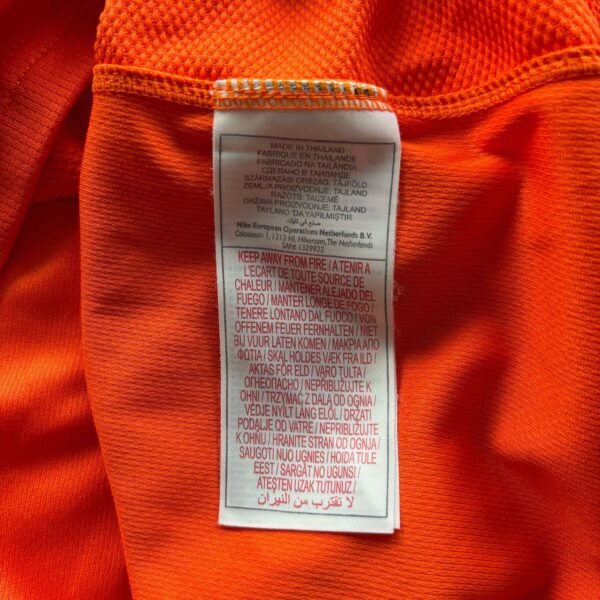 MADE IN THAILAND
FABRIQUE EN THAILANDE
FABRICADO NA TAILÂNDIA
СДЕЛАНО В ТАИЛАНДЕ
SZÁRMAZÁSI ORSZÁG: TAJFÖLD
ZEMLJA PROIZVODNJE: TAJLAND
RAŽOTS: TAIZEMĒ
DRŽAVA PROIZVODNJE: TAJLAND
TAYLAND'DA YAPILMIŞTIR
Nike European Operations Netherlands B.V.
Colosseum 1, 1213 NL Hilversum, The Netherlands
SAP# 1329922
KEEP AWAY FROM FIRE / A TENIR A
L'ECART DE TOUTE SOURCE DE
CHALEUR / MANTENER ALEJADO DEL
FUEGO / MANTER LONGE DE FOGO /
TENERE LONTANO DAL FUOCO / VON
OFFENEM FEUER FERNHALTEN / NIET
BIJ VUUR LATEN KOMEN / ΜΑΚΡΙΑ ΑΠΟ
ΦΩΤΙΑ / SKAL HOLDES VÆK FRA ILD /
AKTAS FÖR ELD / VARO TULTA /
ОГНЕОПАСНО / NEPRIBLIŽUJTE K
OHNI / TRZYMAĆ Z DALA OD OGNIA /
VÉDJE NYÍLT LÁNG ELŐL / DRŽATI
PODALJE OD VATRE / NEPRIBLIŽUJTE
K OHŇU / HRANITE STRAN OD OGNJA /
SAUGOTI NUO UGNIES / HOIDA TULE
EEST / SARGĀT NO UGUNS! /
ATEŞTEN UZAK TUTUNUZ /
لا تقترب من النيران